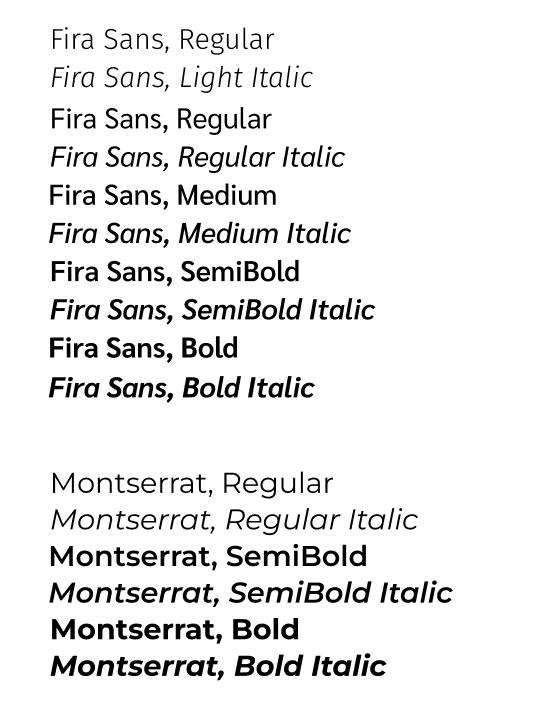 Fira Sans, Regular
Fira Sans, Light Italic
Fira Sans, Regular
Fira Sans, Regular Italic
Fira Sans, Medium
Fira Sans, Medium Italic
Fira Sans, SemiBold
Fira Sans, SemiBold Italic
Fira Sans, Bold
Fira Sans, Bold Italic
Montserrat, Regular
Montserrat, Regular Italic
Montserrat, SemiBold
Montserrat, SemiBold Italic
Montserrat, Bold
Montserrat, Bold Italic